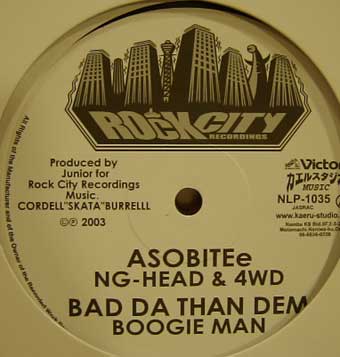 ROCK CITY
RECORDINGS
Produced by
Junior for
Rock City Recordings
Music.
CORDELL"SKATA"BURRELLL
©℗ 2003
Victor
カエルスタジオ
MUSIC
NLP-1035
JASRAC
www.kaeru-studio.
ASOBITEe
NG-HEAD & 4WD
BAD DA THAN DEM
BOOGIE MAN
All Rights of the Manufacturer and of the Owner of the Recorded Work